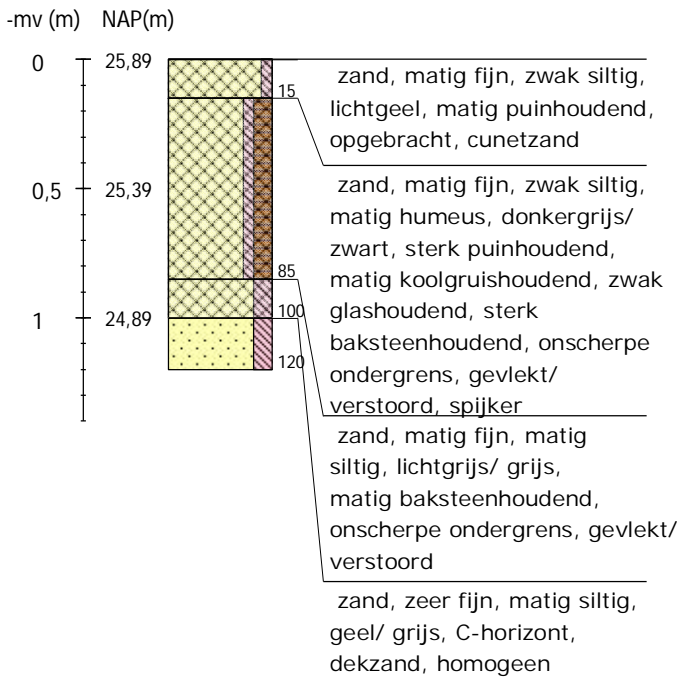 -mv (m) NAP(m)
0 25,89
15
0,5 25,39
85
1 24,89
100
120
zand, matig fijn, zwak siltig,
lichtgeel, matig puinhoudend,
opgebracht, cunetzand
zand, matig fijn, zwak siltig,
matig humeus, donkergrijs/
zwart, sterk puinhoudend,
matig koolgruishoudend, zwak
glashoudend, sterk
baksteenhoudend, onscherpe
ondergrens, gevlekt/
verstoord, spijker
zand, matig fijn, matig
siltig, lichtgrijs/ grijs,
matig baksteenhoudend,
onscherpe ondergrens, gevlekt/
verstoord
zand, zeer fijn, matig siltig,
geel/ grijs, C-horizont,
dekzand, homogeen